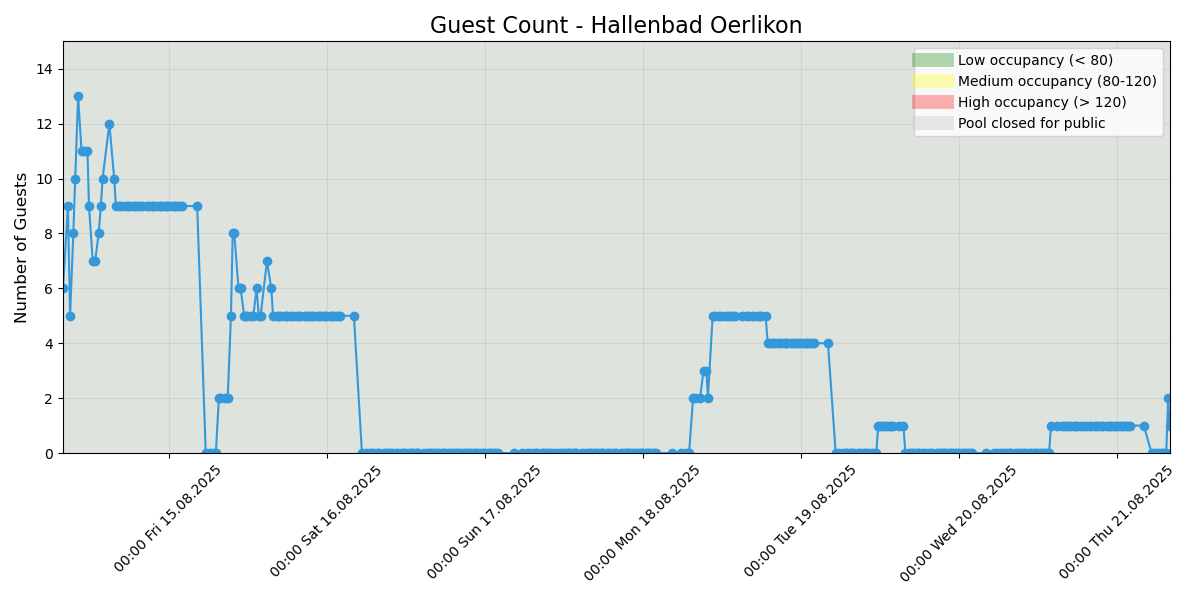 Guest Count - Hallenbad Oerlikon
Low occupancy (< 80)
Medium occupancy (80-120)
High occupancy (> 120)
Pool closed for public
Number of Guests
14
12
10
8
6
4
2
0
00:00 Fri 15.08.2025
00:00 Sat 16.08.2025
00:00 Sun 17.08.2025
00:00 Mon 18.08.2025
00:00 Tue 19.08.2025
00:00 Wed 20.08.2025
00:00 Thu 21.08.2025